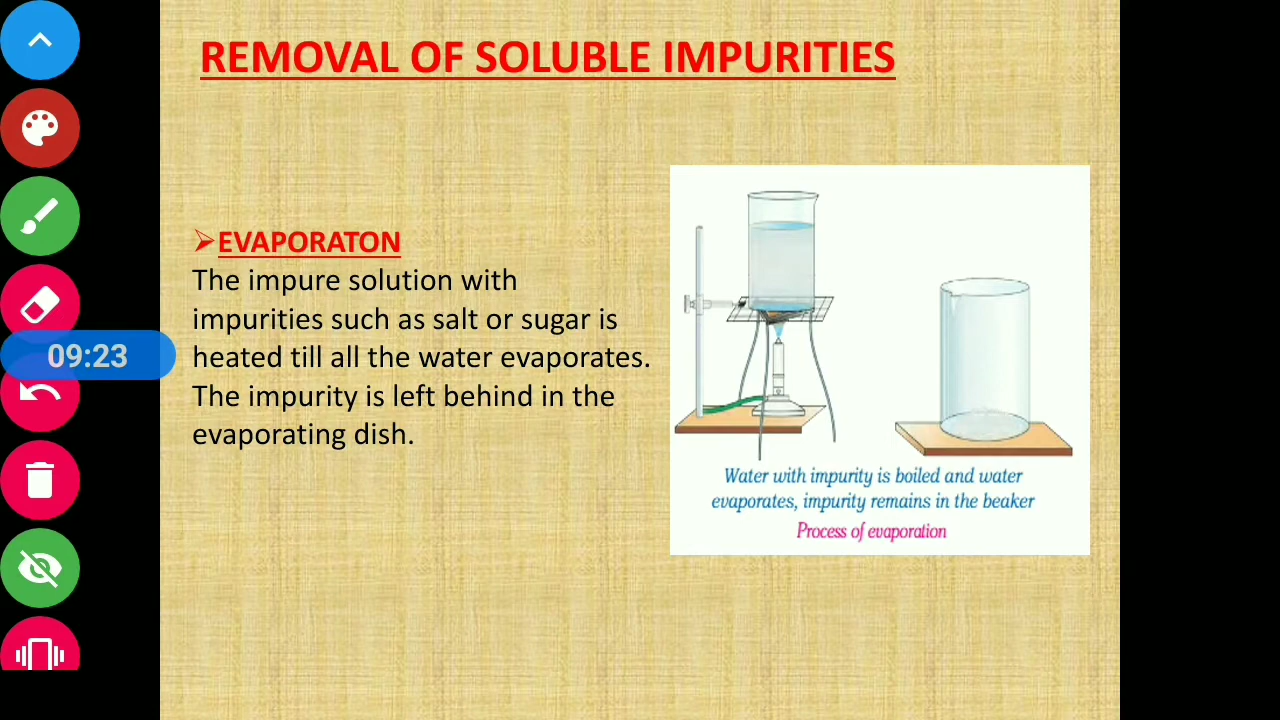 REMOVAL OF SOLUBLE IMPURITIES
EVAPORATON
The impure solution with
impurities such as salt or sugar is
heated till all the water evaporates.
The impurity is left behind in the
evaporating dish.
09:23
Water with impurity is boiled and water
evaporates, impurity remains in the beaker
Process of evaporation